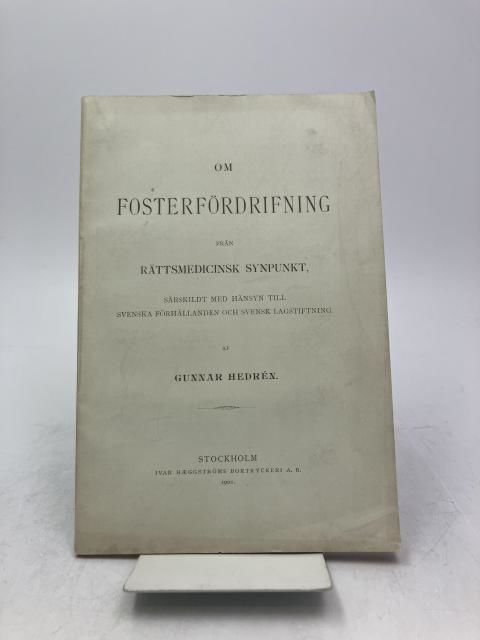 OM
FOSTERFÖRDRIFNING
FRÅN
RÄTTSMEDICINSK SYNPUNKT,
SÄRSKILDT MED HÄNSYN TILL
SVENSKA FÖRHÅLLANDEN OCH SVENSK LAGSTIFTNING
AF
GUNNAR HEDRÉN.
STOCKHOLM
IVAR HÆGGSTRÖMS BOKTRYCKERI A. B.
1901.